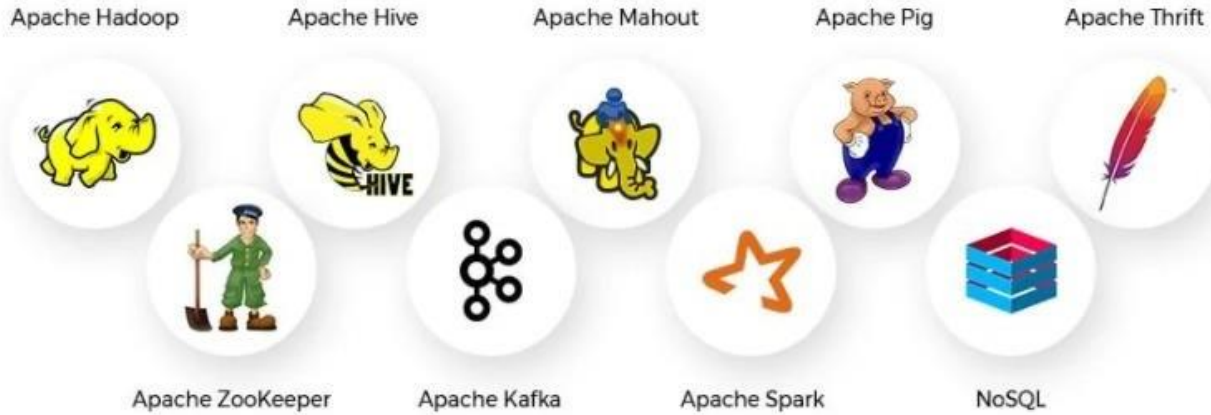 Apache Hadoop
Apache Hive
Apache Mahout
Apache Pig
Apache Thrift
HIVE
Apache ZooKeeper
Apache Kafka
Apache Spark
NoSQL